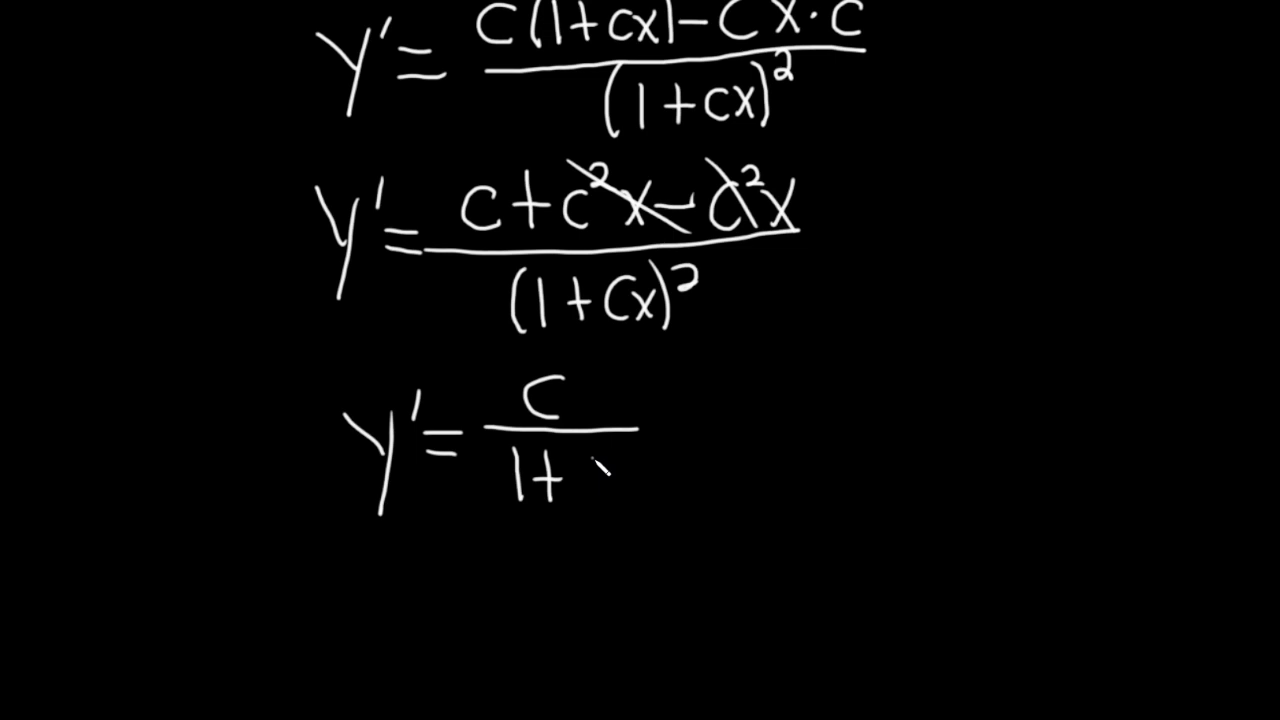 y' = C(1+cx)-Cx·C
(1+cx)²
y' = C+c²x-c²x
(1+Cx)²
y' = C
1+